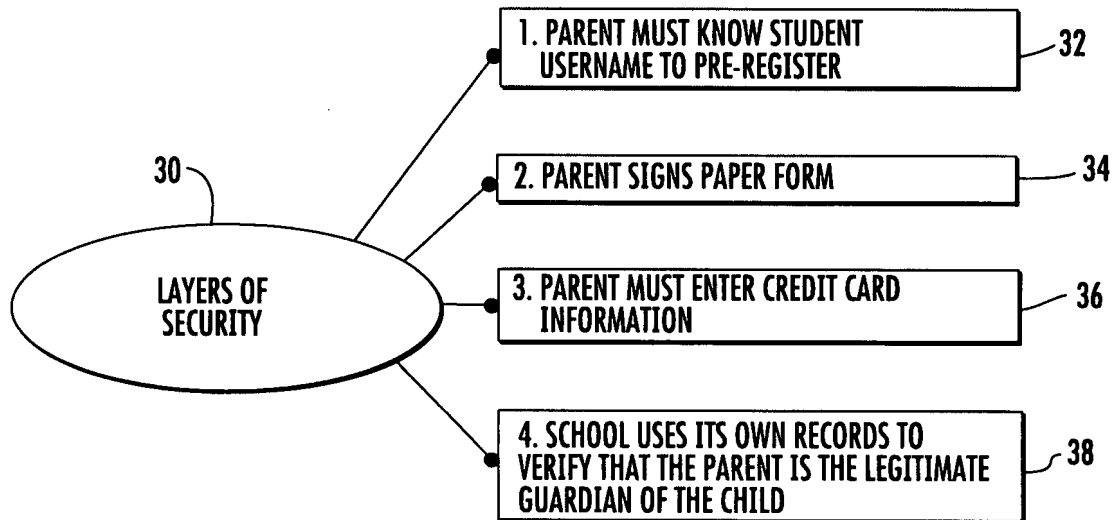 1. PARENT MUST KNOW STUDENT
USERNAME TO PRE-REGISTER
32
30
2. PARENT SIGNS PAPER FORM
34
LAYERS OF
SECURITY
3. PARENT MUST ENTER CREDIT CARD
INFORMATION
36
4. SCHOOL USES ITS OWN RECORDS TO
VERIFY THAT THE PARENT IS THE LEGITIMATE
GUARDIAN OF THE CHILD
38